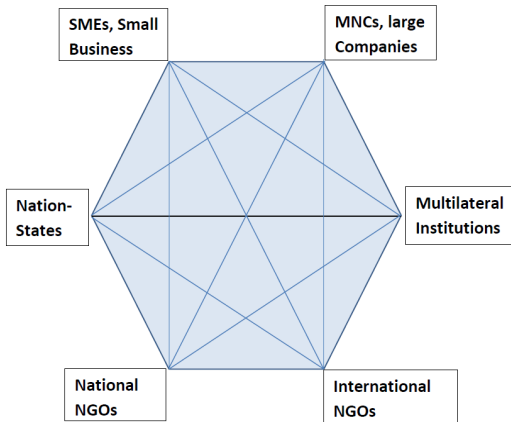 SMEs, Small
Business
MNCs, large
Companies
Nation-
States
Multilateral
Institutions
National
NGOs
International
NGOs